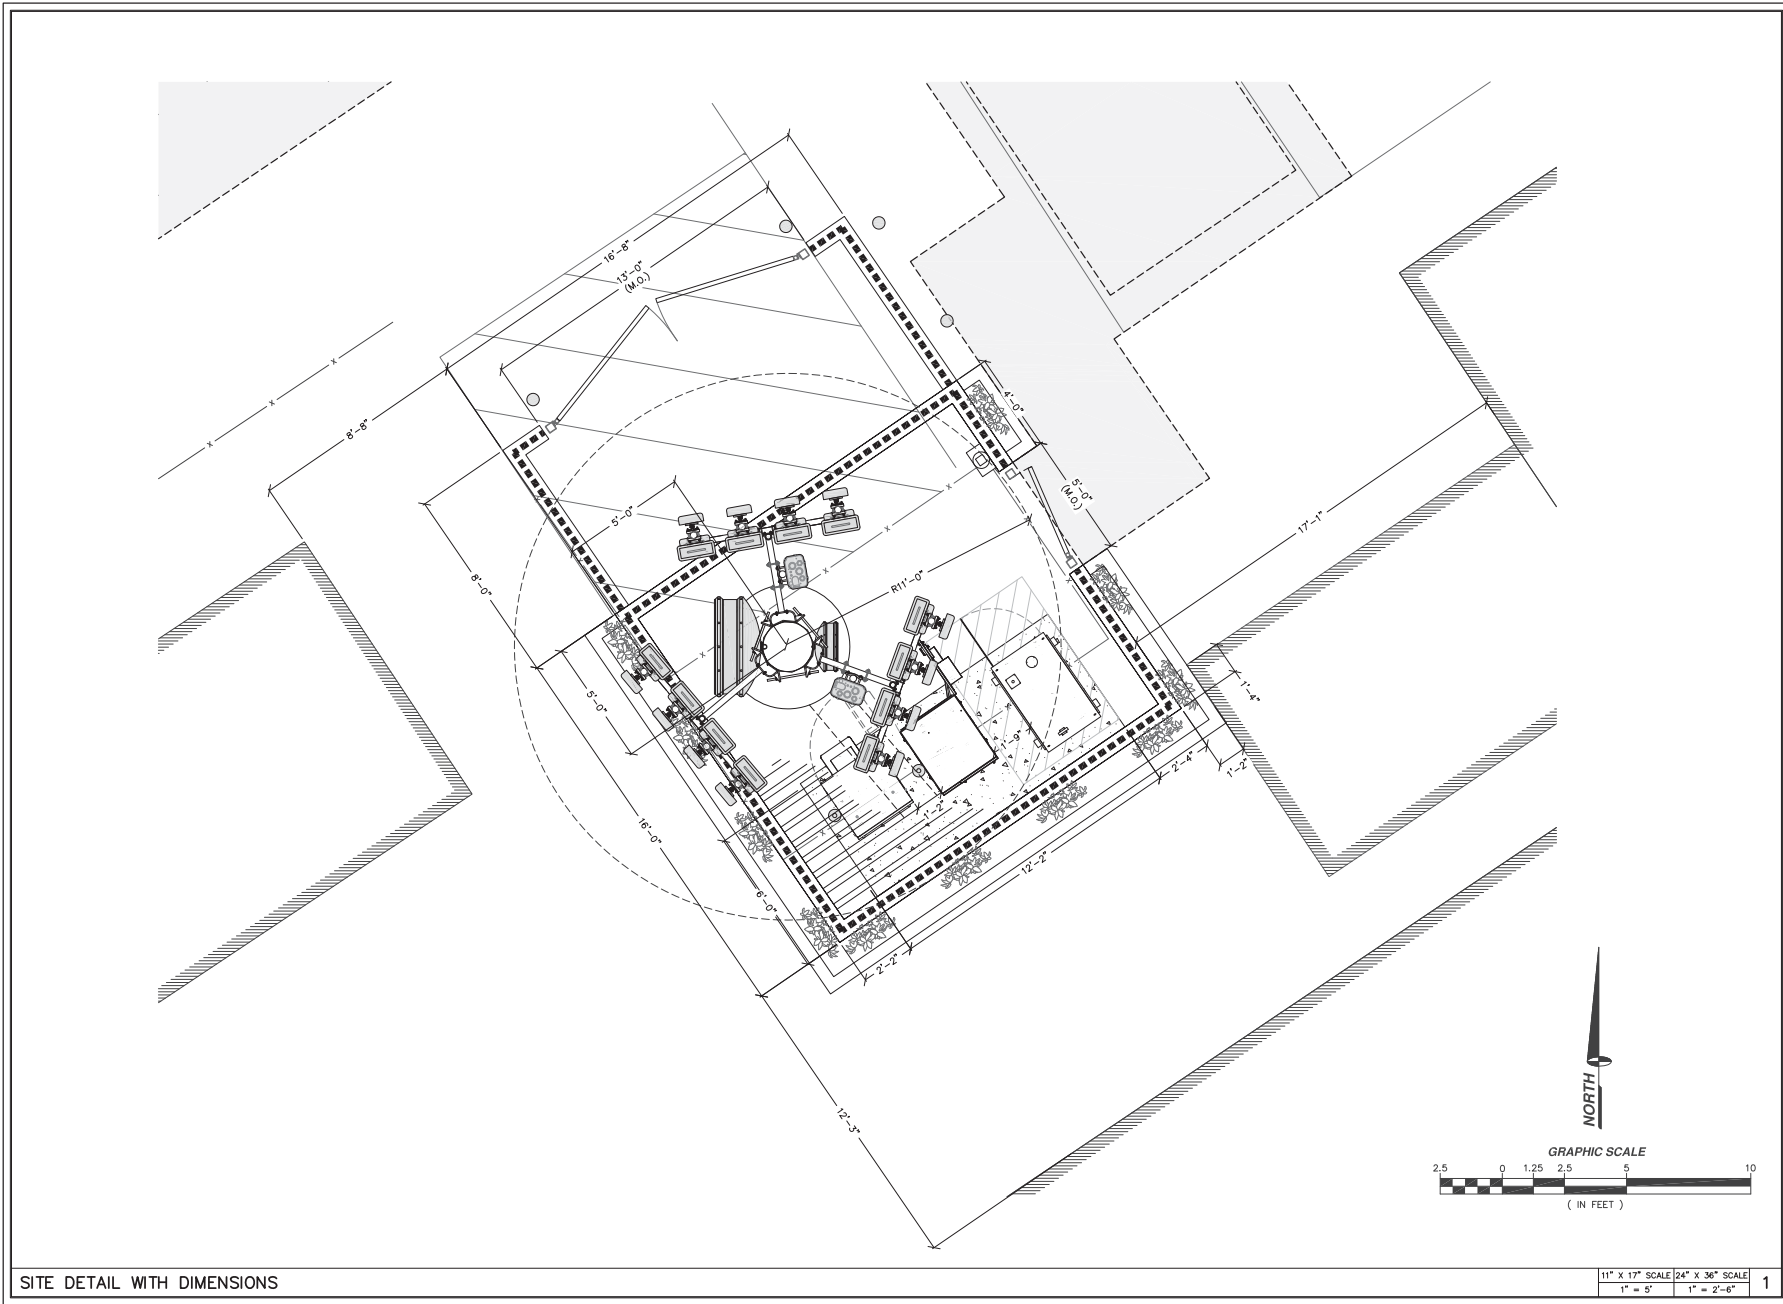 16'-8"
13'-0"
(M.O.)
8'-8"
4'-0"
5'-0"
(M.O.)
17'-1"
5'-0"
8'-0"
R11'-0"
5'-0"
1'-4"
1'-9"
2'-4"
1'-2"
1'-2"
16'-0"
12'-2"
6'-0"
2'-2"
12'-3"
x
x
x
x
x
x
x
x
x
NORTH
GRAPHIC SCALE
2.5 0 1.25 2.5 5 10
( IN FEET )
SITE DETAIL WITH DIMENSIONS
11" X 17" SCALE
1" = 5'
24" X 36" SCALE
1" = 2'-6"
1